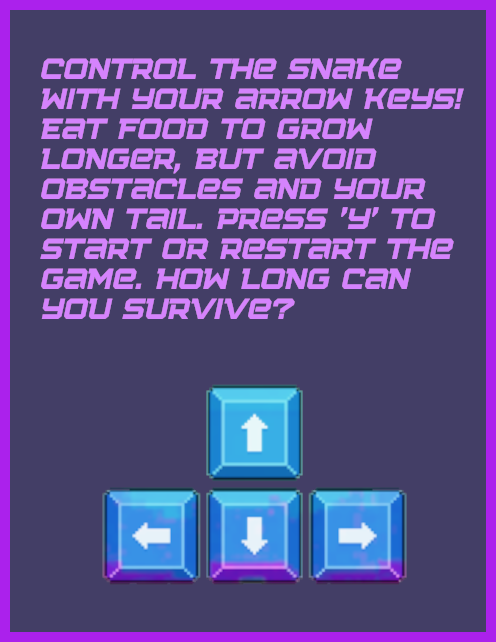 CONTROL THE SNAKE
WITH YOUR ARROW KEYS!
EAT FOOD TO GROW
LONGER, BUT AVOID
OBSTACLES AND YOUR
OWN TAIL. PRESS 'Y' TO
START OR RESTART THE
GAME. HOW LONG CAN
YOU SURVIVE?